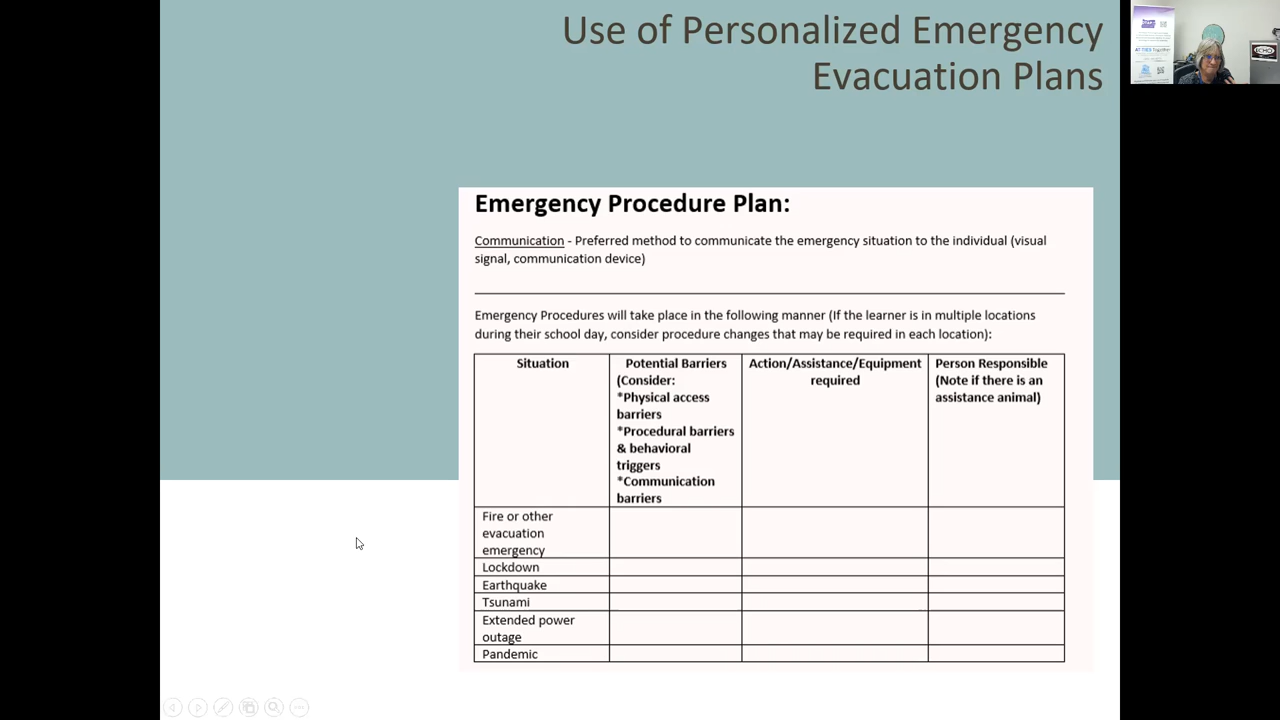 Use of Personalized Emergency
Evacuation Plans
Emergency Procedure Plan:
Communication - Preferred method to communicate the emergency situation to the individual (visual
signal, communication device)
Emergency Procedures will take place in the following manner (If the learner is in multiple locations
during their school day, consider procedure changes that may be required in each location):
Situation
Potential Barriers
(Consider:
*Physical access
barriers
*Procedural barriers
& behavioral
triggers
*Communication
barriers
Action/Assistance/Equipment
required
Person Responsible
(Note if there is an
assistance animal)
Fire or other
evacuation
emergency
Lockdown
Earthquake
Tsunami
Extended power
outage
Pandemic